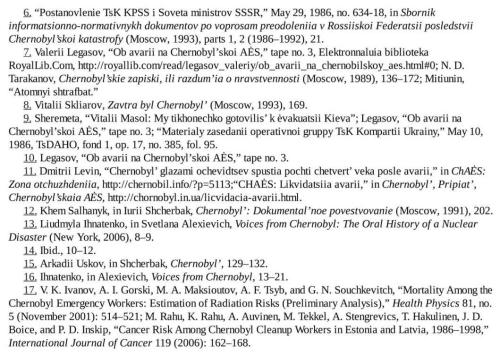 6. “Postanovlenie TsK KPSS i Soveta ministrov SSSR,” May 29, 1986, no. 634-18, in Sbornik
informatsionno-normativnykh dokumentov po voprosam preodoleniia v Rossiiskoi Federatsii posledstvii
Chernobyl’skoi katastrofy (Moscow, 1993), parts 1, 2 (1986–1992), 21.
7. Valerii Legasov, “Ob avarii na Chernobyl’skoi AĖS,” tape no. 3, Elektronnaluia biblioteka
RoyalLib.Com, http://royallib.com/read/legasov_valeriy/ob_avarii_na_chernobilskoy_aes.html#0; N. D.
Tarakanov, Chernobyl’skie zapiski, ili razdum’ia o nravstvennosti (Moscow, 1989), 136–172; Mitiunin,
“Atomnyi shtrafbat.”
8. Vitalii Skliarov, Zavtra byl Chernobyl’ (Moscow, 1993), 169.
9. Sheremeta, “Vitalii Masol: My tikhonechko gotovilis’ k ėvakuatsii Kieva”; Legasov, “Ob avarii na
Chernobyl’skoi AĖS,” tape no. 3; “Materialy zasedanii operativnoi gruppy TsK Kompartii Ukrainy,” May 10,
1986, TsDAHO, fond 1, op. 17, no. 385, fol. 95.
10. Legasov, “Ob avarii na Chernobyl’skoi AĖS,” tape no. 3.
11. Dmitrii Levin, “Chernobyl’ glazami ochevidtsev spustia pochti chetvert’ veka posle avarii,” in ChAĖS:
Zona otchuzhdeniia, http://chernobil.info/?p=5113;“CHAĖS: Likvidatsiia avarii,” in Chernobyl’, Pripiat’,
Chernobyl’skaia AĖS, http://chornobyl.in.ua/licvidacia-avarii.html.
12. Khem Salhanyk, in Iurii Shcherbak, Chernobyl’: Dokumental’noe povestvovanie (Moscow, 1991), 202.
13. Liudmyla Ihnatenko, in Svetlana Alexievich, Voices from Chernobyl: The Oral History of a Nuclear
Disaster (New York, 2006), 8–9.
14. Ibid., 10–12.
15. Arkadii Uskov, in Shcherbak, Chernobyl’, 129–132.
16. Ihnatenko, in Alexievich, Voices from Chernobyl, 13–21.
17. V. K. Ivanov, A. I. Gorski, M. A. Maksioutov, A. F. Tsyb, and G. N. Souchkevitch, “Mortality Among the
Chernobyl Emergency Workers: Estimation of Radiation Risks (Preliminary Analysis),” Health Physics 81, no.
5 (November 2001): 514–521; M. Rahu, K. Rahu, A. Auvinen, M. Tekkel, A. Stengrevics, T. Hakulinen, J. D.
Boice, and P. D. Inskip, “Cancer Risk Among Chernobyl Cleanup Workers in Estonia and Latvia, 1986–1998,”
International Journal of Cancer 119 (2006): 162–168.